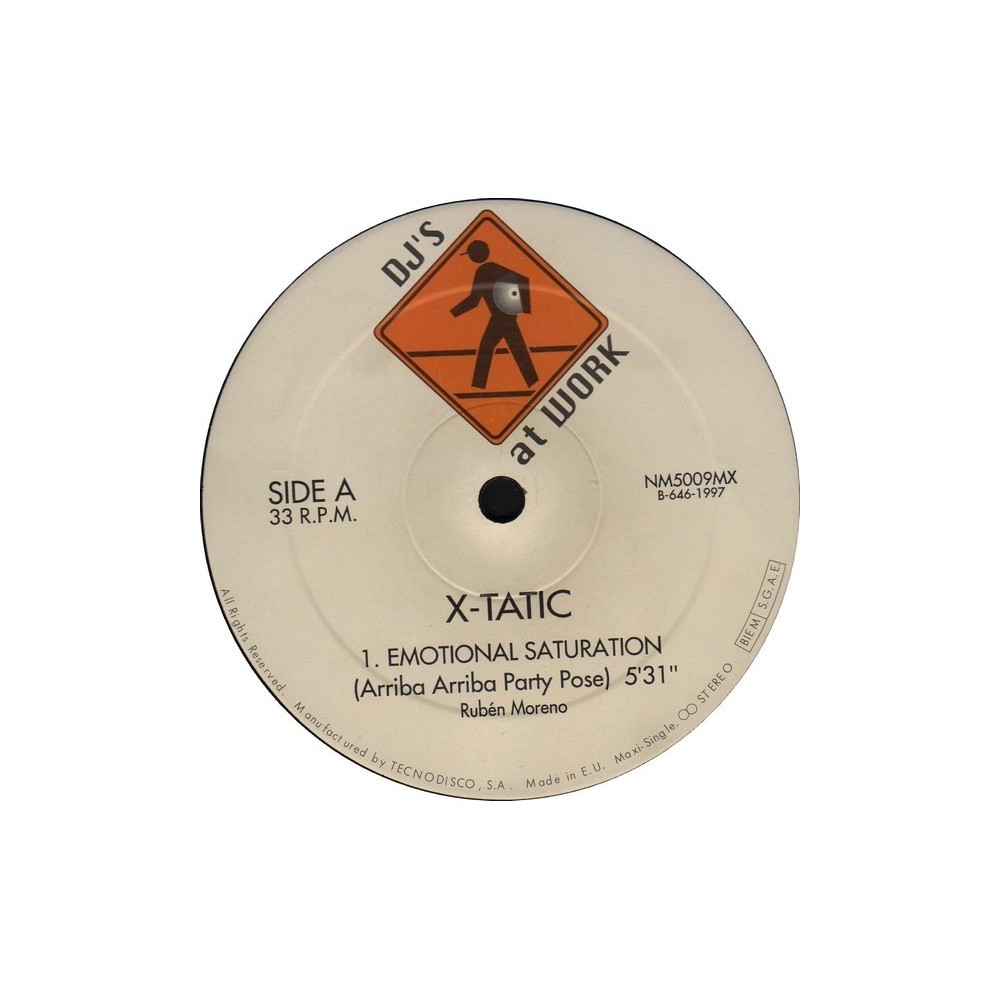 DJ'S
at WORK
SIDE A
33 R.P.M.
NM5009MX
B-646-1997
X-TATIC
1. EMOTIONAL SATURATION
(Arriba Arriba Party Pose) 5'31"
Rubén Moreno
All Rights Reserved. Manufactured by TECNODISCO, S.A. Made in E.U. Maxi-Single. STEREO
BIEM S.G.A.E.